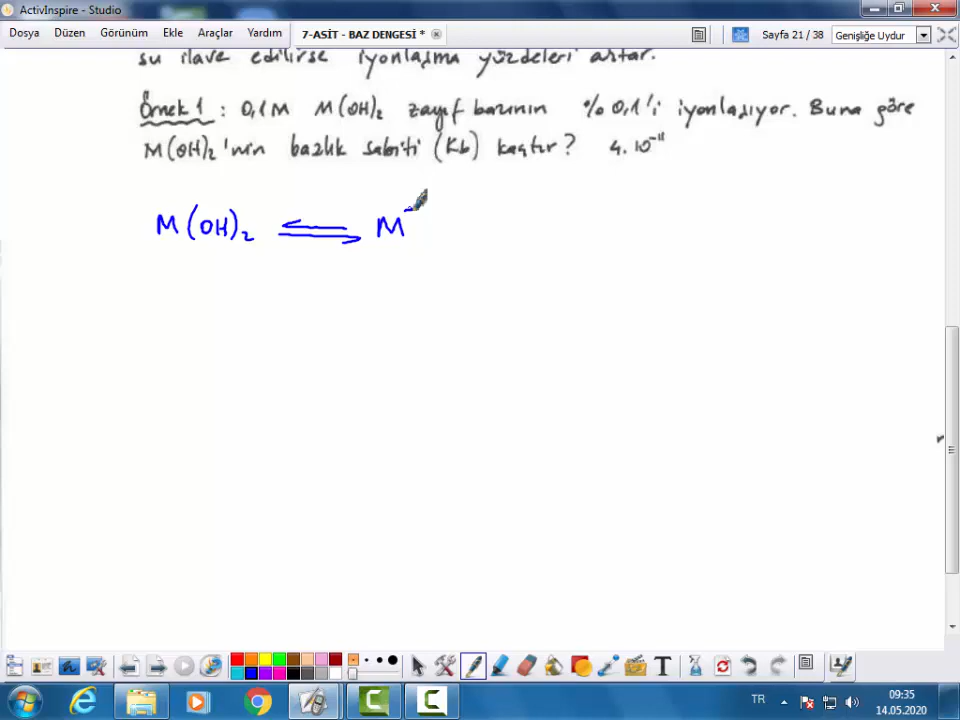 ActivInspire - Studio
Dosya Düzen Görünüm Ekle Araçlar Yardım 7-ASİT - BAZ DENGESİ * Sayfa 21 / 38 Genişliğe Uydur
su ilave edilirse iyonlaşma yüzdeleri artar.
Örnek 1 : 0,1 M M(OH)₂ zayıf bazının % 0,1'i iyonlaşıyor. Buna göre
M(OH)₂'nin bazlık sabiti (Kb) kaçtır? 4.10⁻¹¹
M(OH)₂ ⇌ M
TR 09:35
14.05.2020